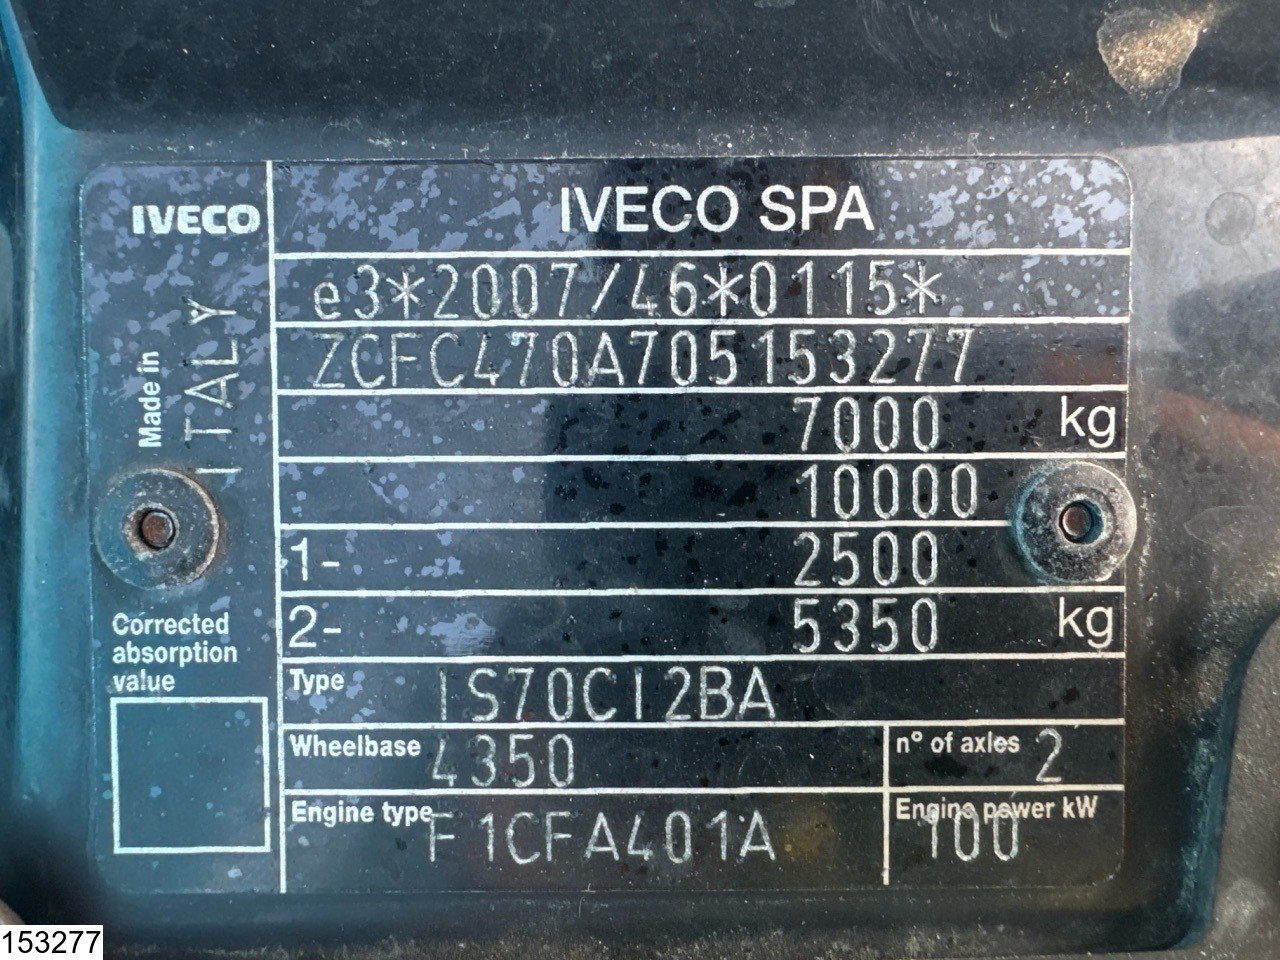 IVECO
IVECO SPA
e3*2007/46*0115*
ZCFC470A705153277
7000 kg
10000
1- 2500
2- 5350 kg
Made in ITALY
Corrected
absorption
value
Type IS70CI2BA
Wheelbase 4350 n° of axles 2
Engine type F1CFA401A Engine power kW 100
153277